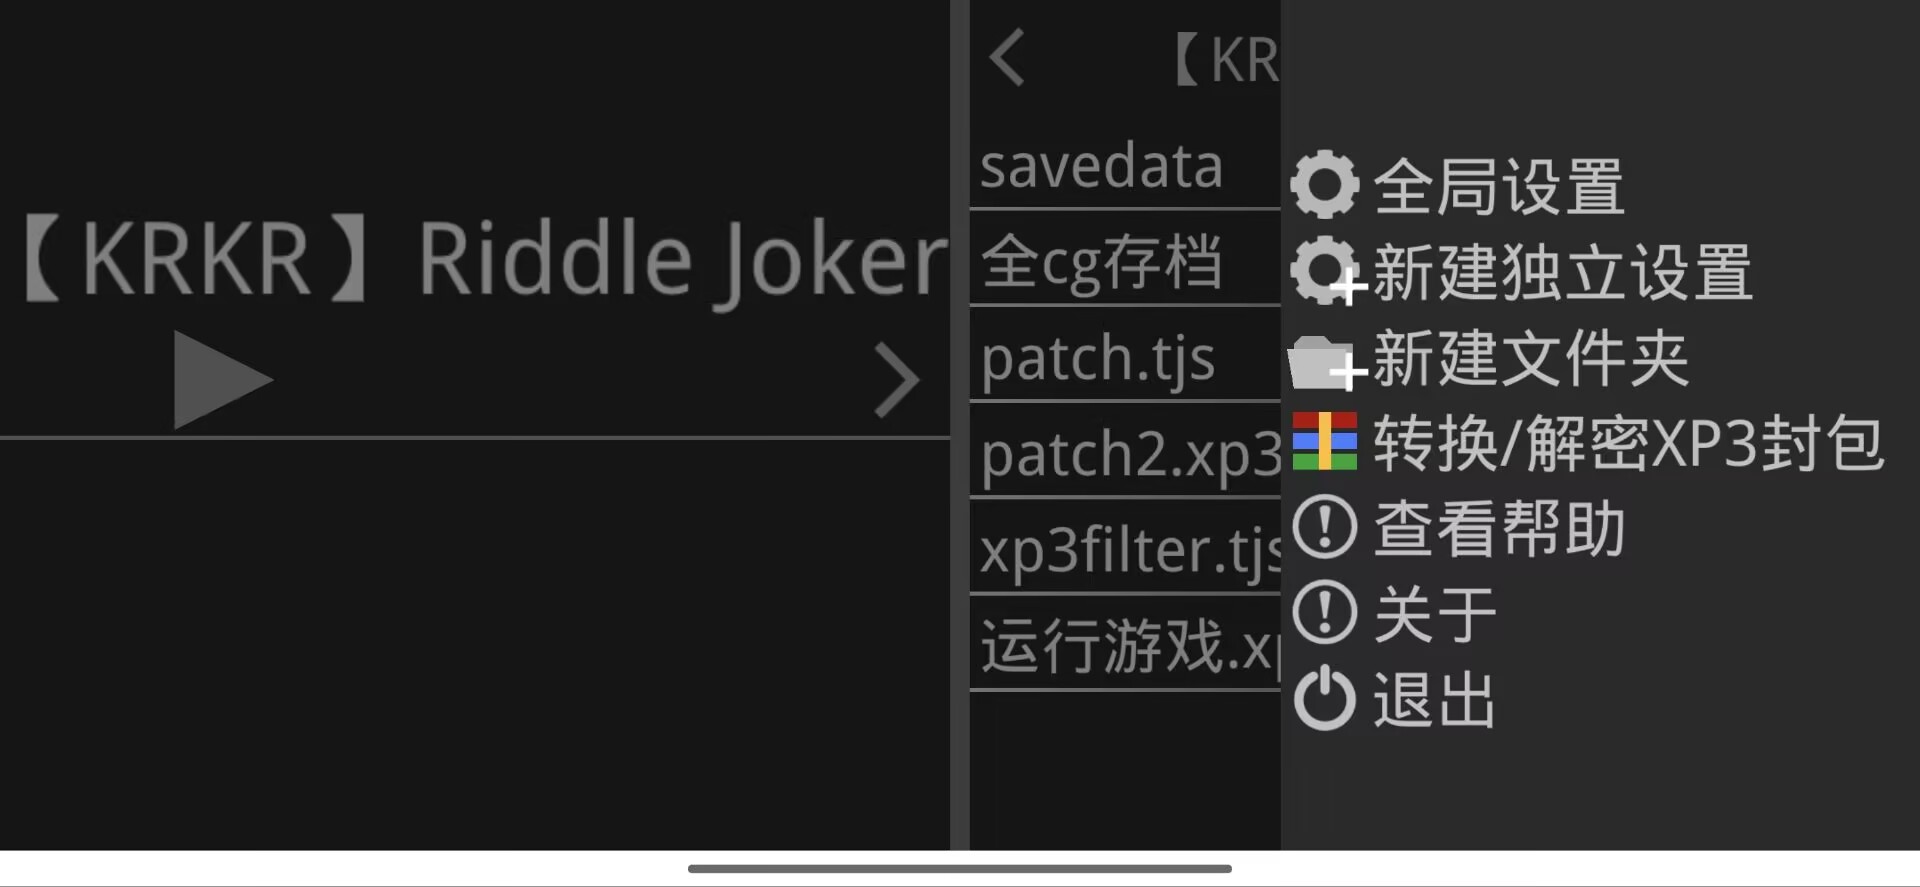 【KRKR】Riddle Joker
【KR
savedata
全cg存档
patch.tjs
patch2.xp3
xp3filter.tjs
运行游戏.xp
全局设置
新建独立设置
新建文件夹
转换/解密XP3封包
查看帮助
关于
退出